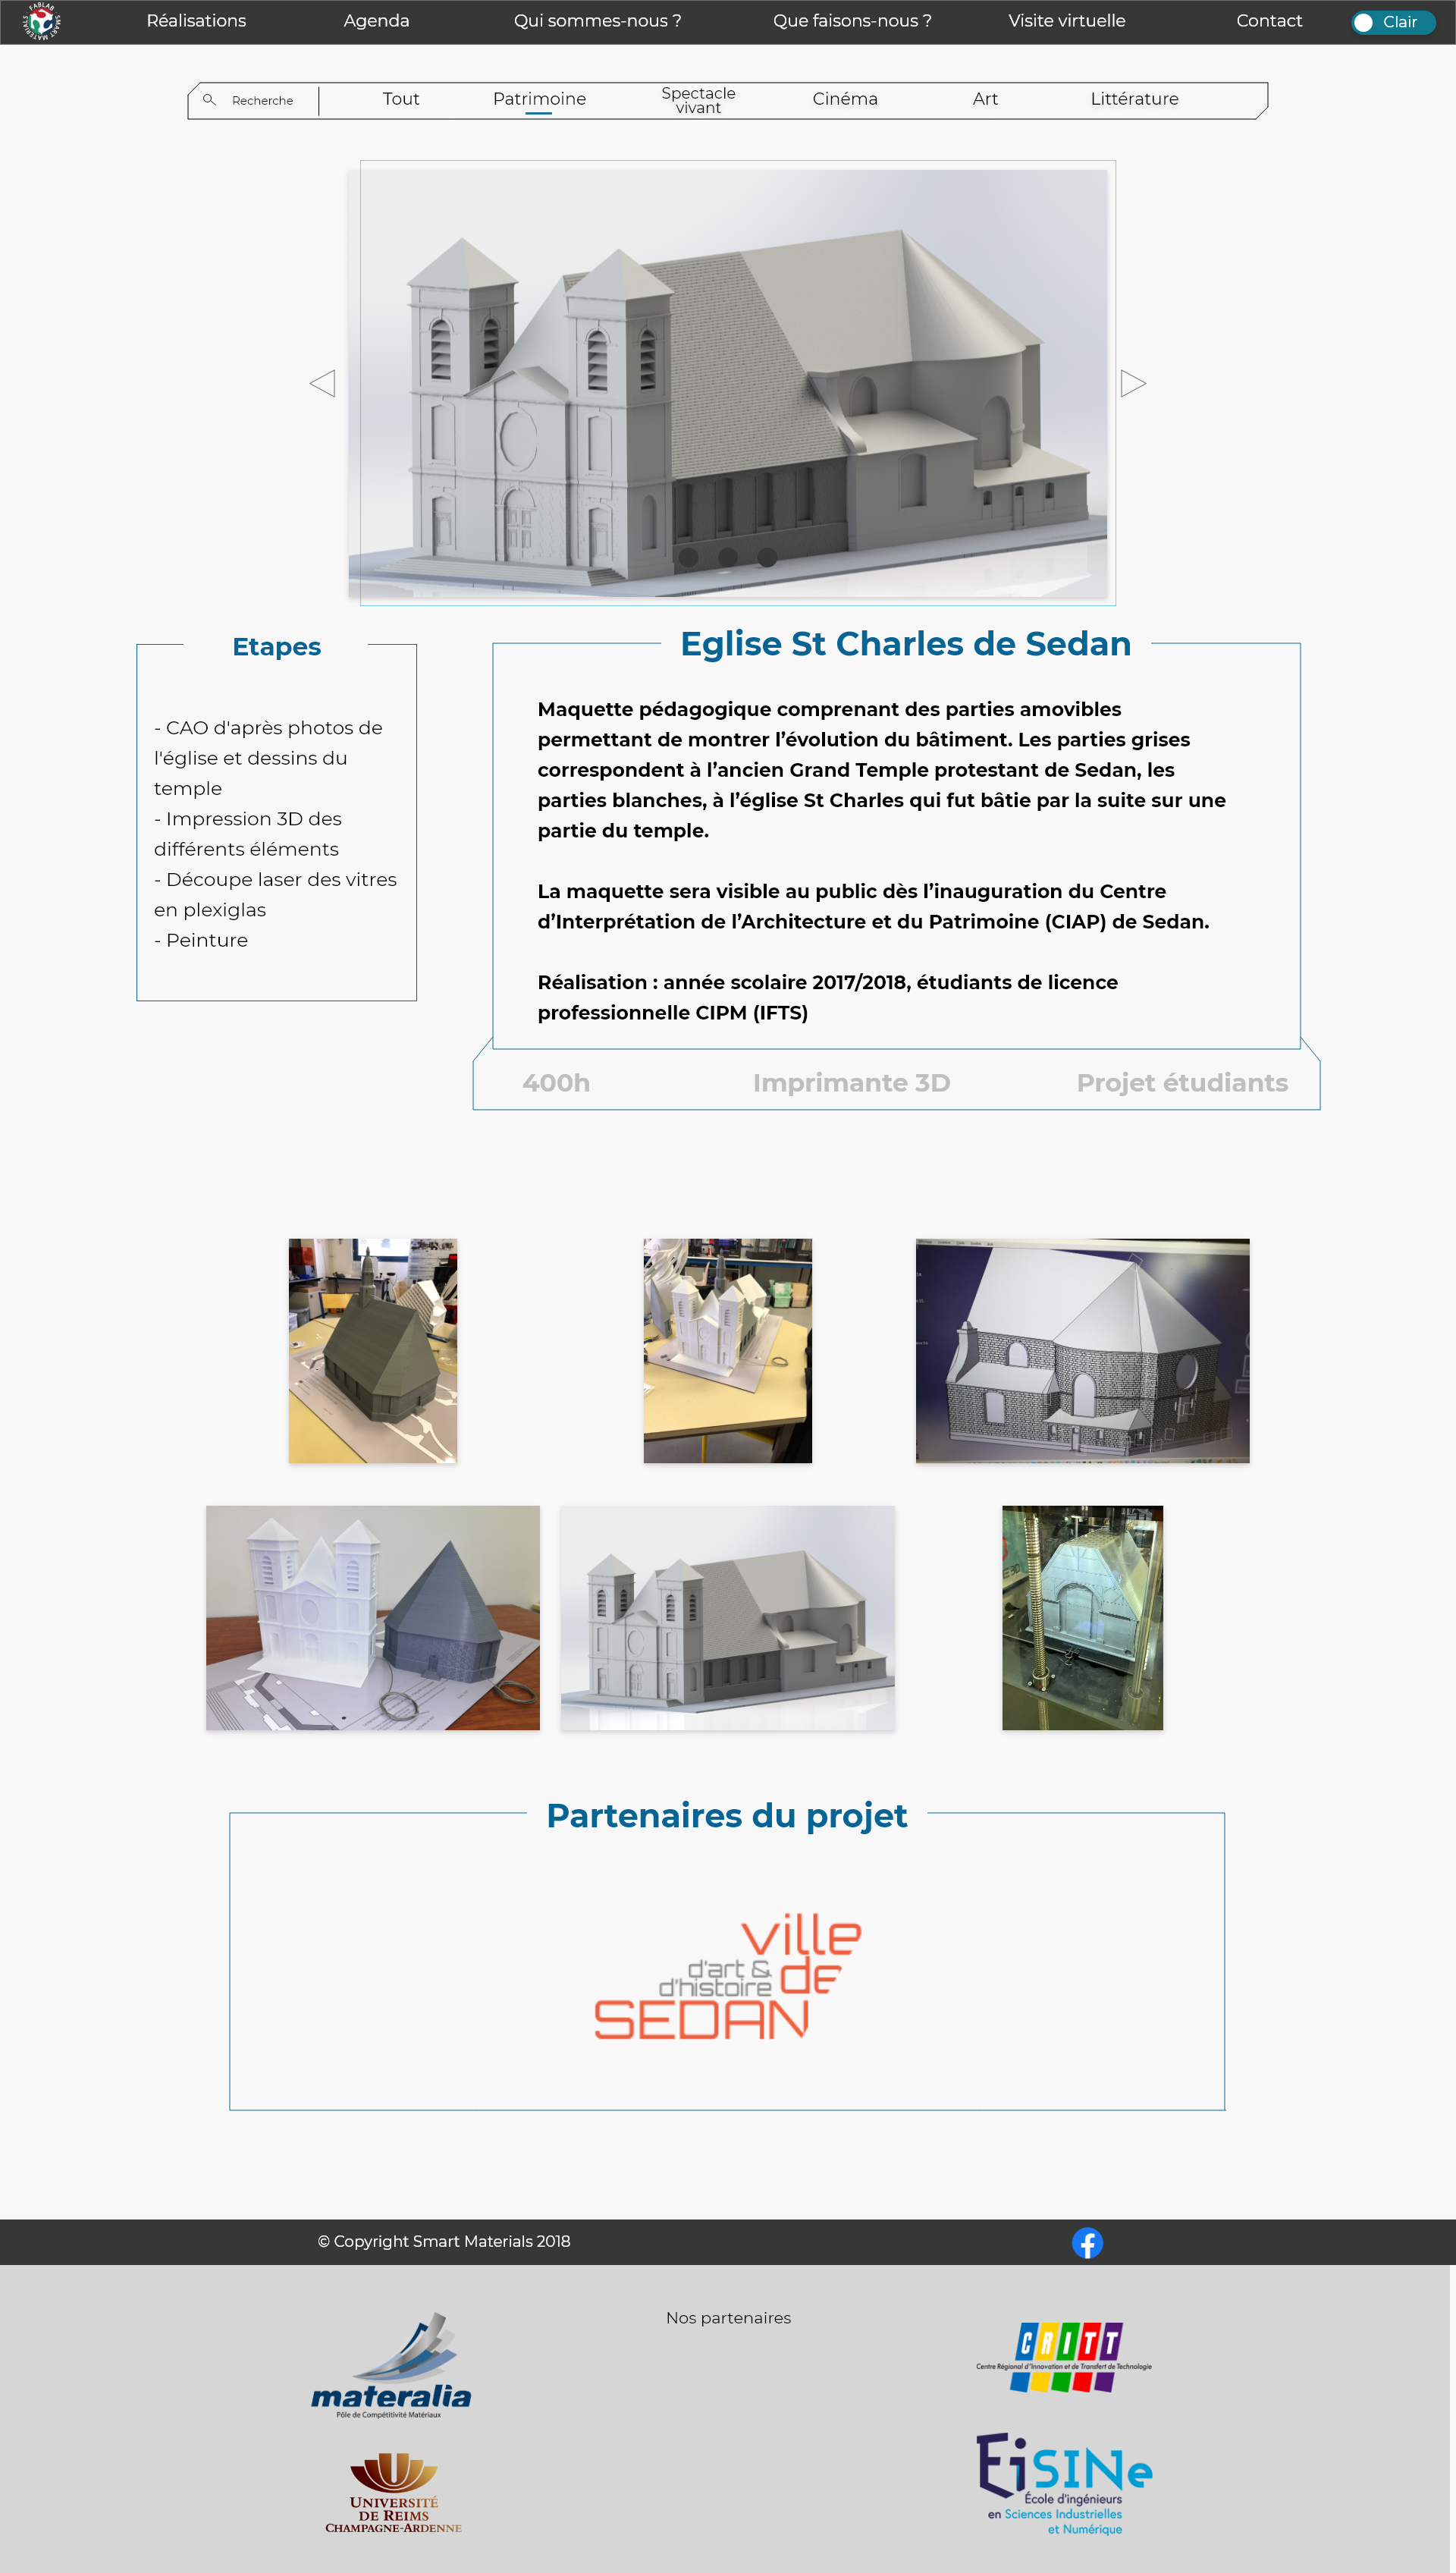 FABLAB SMART MATERIALS
Réalisations
Agenda
Qui sommes-nous ?
Que faisons-nous ?
Visite virtuelle
Contact
Clair
Recherche
Tout
Patrimoine
Spectacle
vivant
Cinéma
Art
Littérature
Etapes
- CAO d'après photos de
l'église et dessins du
temple
- Impression 3D des
différents éléments
- Découpe laser des vitres
en plexiglas
- Peinture
Eglise St Charles de Sedan
Maquette pédagogique comprenant des parties amovibles
permettant de montrer l’évolution du bâtiment. Les parties grises
correspondent à l’ancien Grand Temple protestant de Sedan, les
parties blanches, à l’église St Charles qui fut bâtie par la suite sur une
partie du temple.
La maquette sera visible au public dès l’inauguration du Centre
d’Interprétation de l’Architecture et du Patrimoine (CIAP) de Sedan.
Réalisation : année scolaire 2017/2018, étudiants de licence
professionnelle CIPM (IFTS)
400h
Imprimante 3D
Projet étudiants
Partenaires du projet
ville
d'art &
d'histoire
de
SEDAN
© Copyright Smart Materials 2018
Nos partenaires
materalia
Pôle de Compétitivité Matériaux
CRITT
Centre Régional d'Innovation et de Transfert de Technologie
UNIVERSITÉ
DE REIMS
CHAMPAGNE-ARDENNE
EiSINe
École d'ingénieurs
en Sciences Industrielles
et Numérique